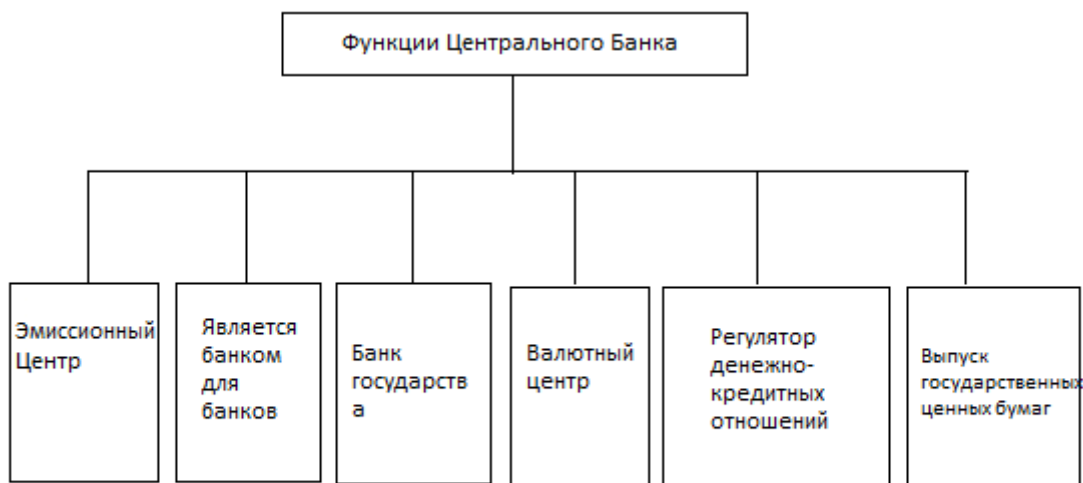 Функции Центрального Банка
Эмиссионный
Центр
Является
банком
для
банков
Банк
государств
а
Валютный
центр
Регулятор
денежно-
кредитных
отношений
Выпуск
государственных
ценных бумаг